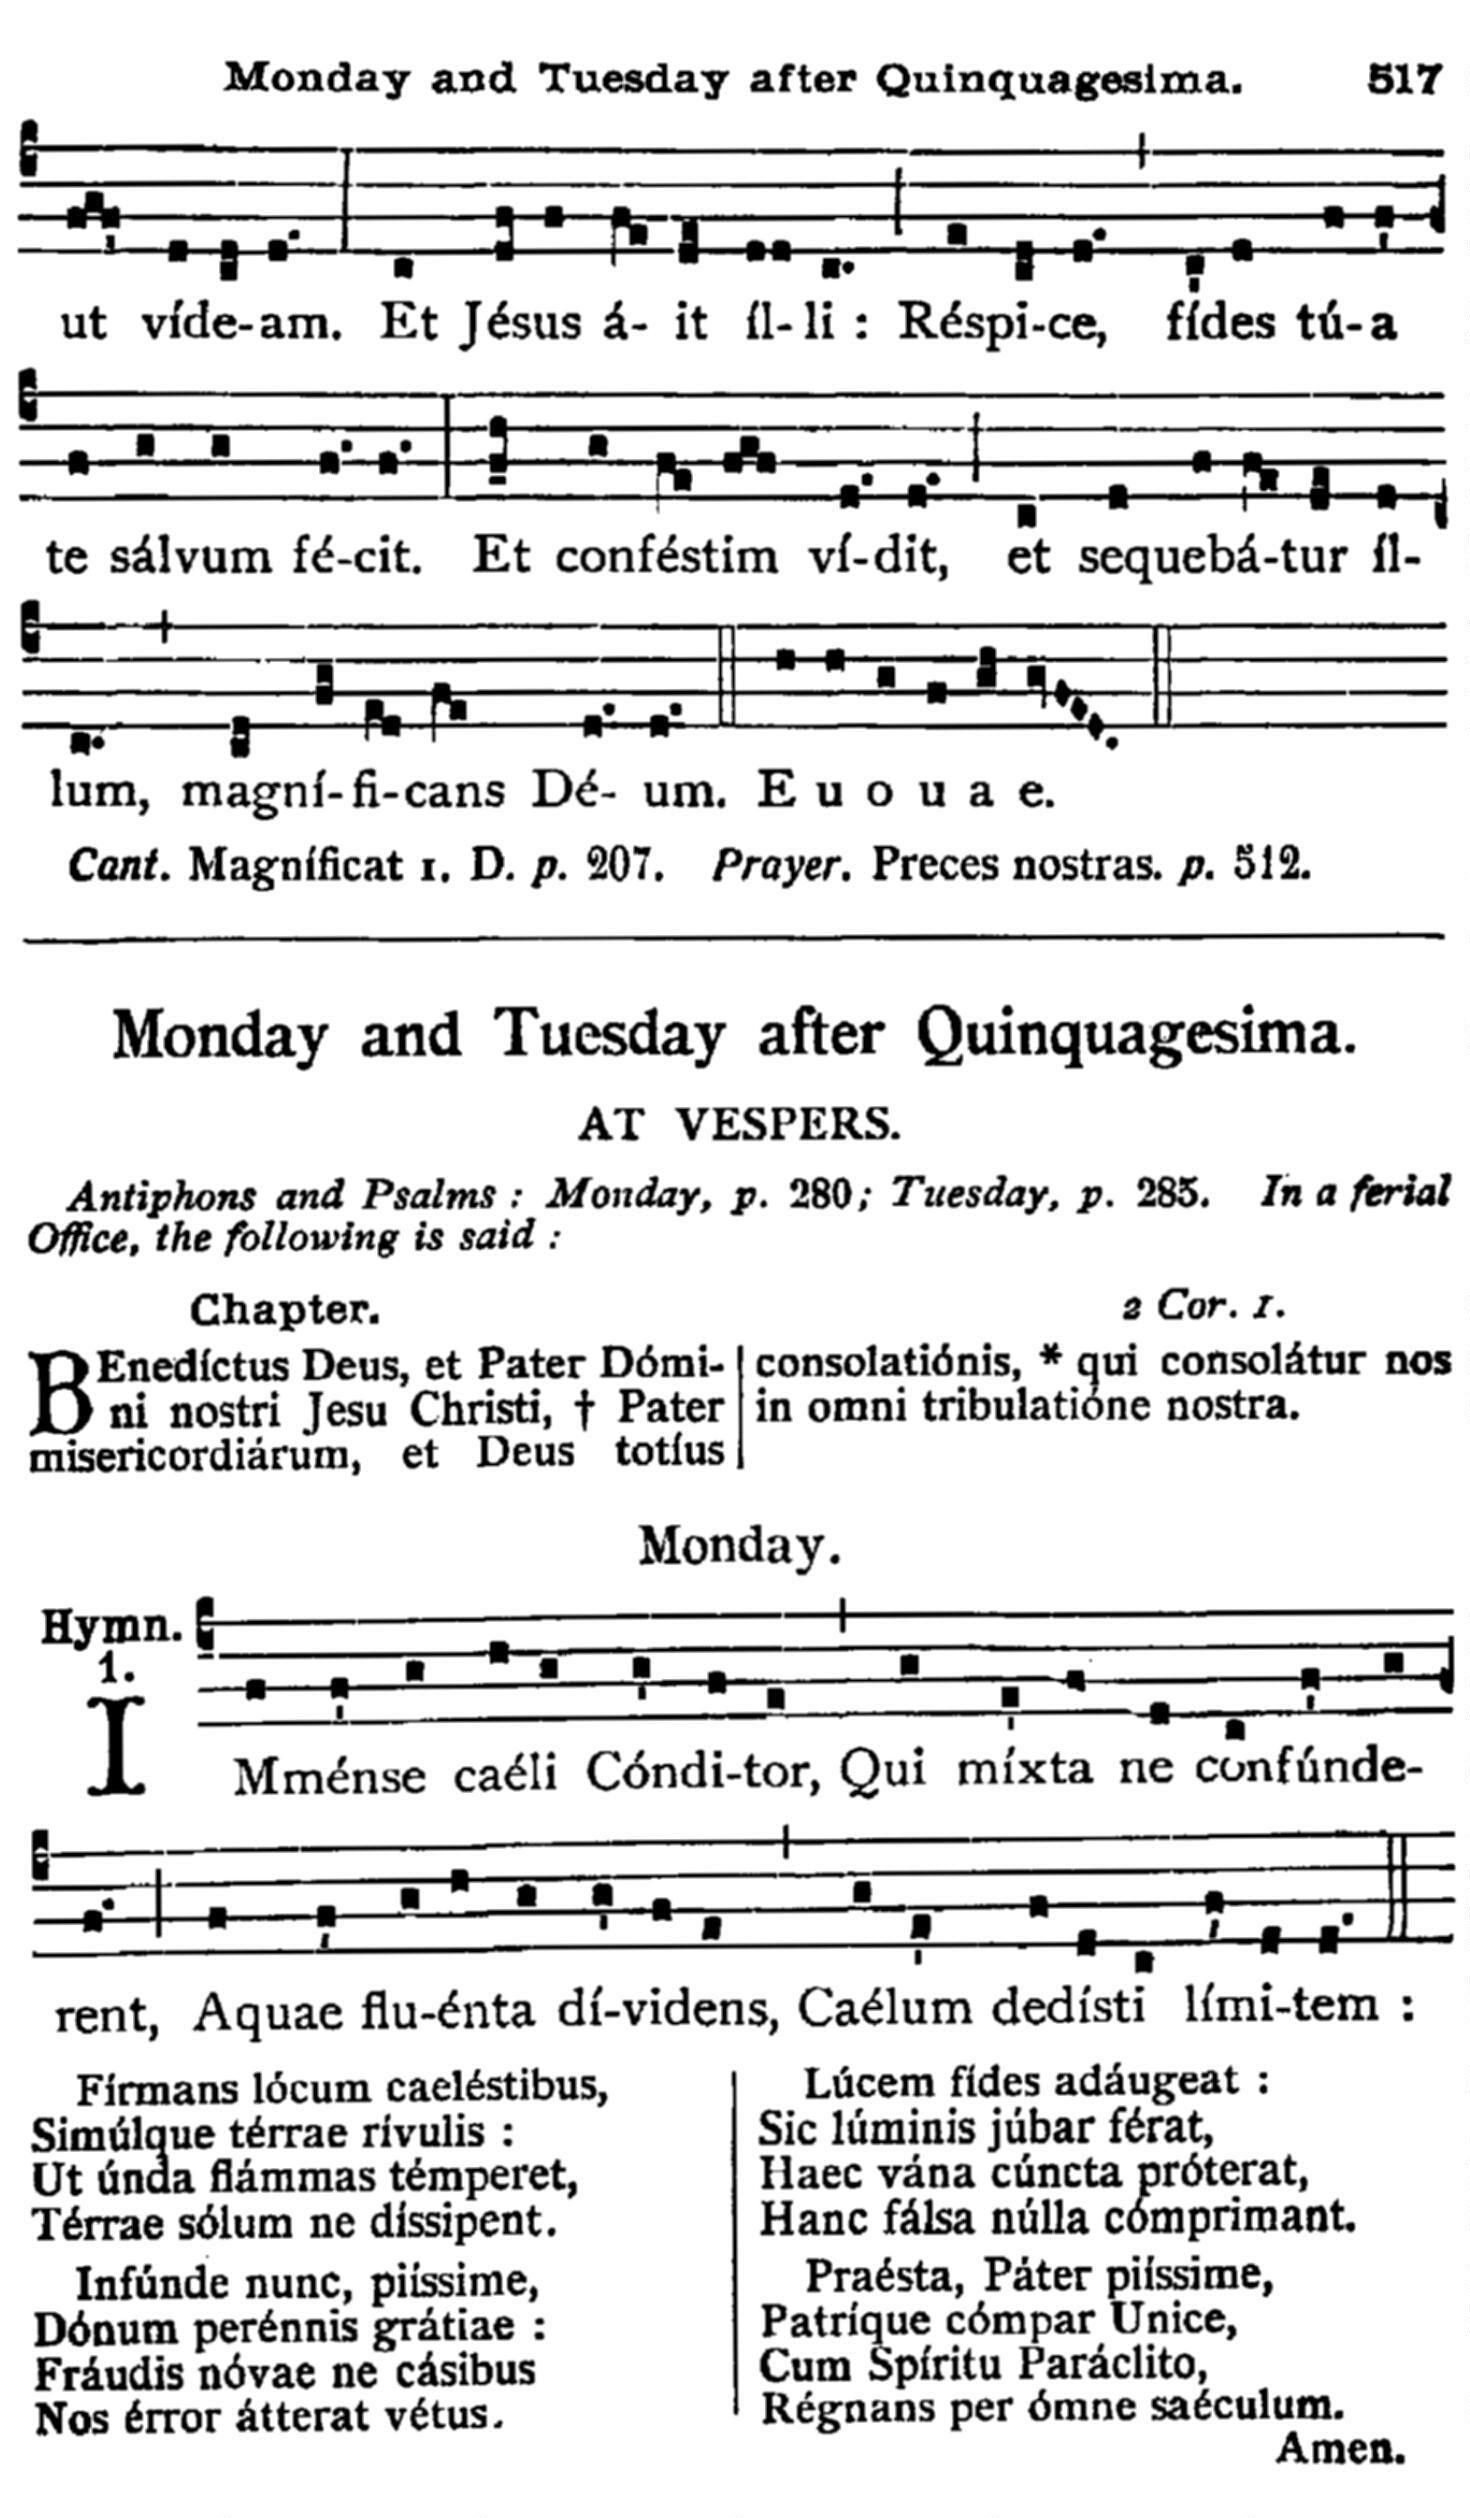 Monday and Tuesday after Quinquagesima. 517
ut víde-am. Et Jésus á- it íl-li : Réspi-ce, fídes tú-a
te sálvum fé-cit. Et conféstim ví-dit, et sequebá-tur íl-
lum, magní-fi-cans Dé- um. E u o u a e.
Cant. Magníficat 1. D. p. 207. Prayer. Preces nostras. p. 512.
Monday and Tuesday after Quinquagesima.
AT VESPERS.
Antiphons and Psalms : Monday, p. 280; Tuesday, p. 285. In a ferial
Office, the following is said :
Chapter. 2 Cor. 1.
BEnedíctus Deus, et Pater Dómi-
ni nostri Jesu Christi, † Pater
misericordiárum, et Deus totíus
consolatiónis, * qui consolátur nos
in omni tribulatióne nostra.
Monday.
Hymn.
1.
IMménse caéli Cóndi-tor, Qui míxta ne confúnde-
rent, Aquae flu-énta dí-videns, Caélum dedísti lími-tem :
Fírmans lócum caeléstibus,
Simúlque térrae rívulis :
Ut únda flámmas témperet,
Térrae sólum ne díssipent.
Infúnde nunc, piíssime,
Dónum perénnis grátiae :
Fráudis nóvae ne cásibus
Nos érror átterat vétus.
Lúcem fídes adáugeat :
Sic lúminis júbar férat,
Haec vána cúncta próterat,
Hanc fálsa núlla cómprimant.
Praésta, Páter piíssime,
Patríque cómpar Unice,
Cum Spíritu Paráclito,
Régnans per ómne saéculum.
Amen.